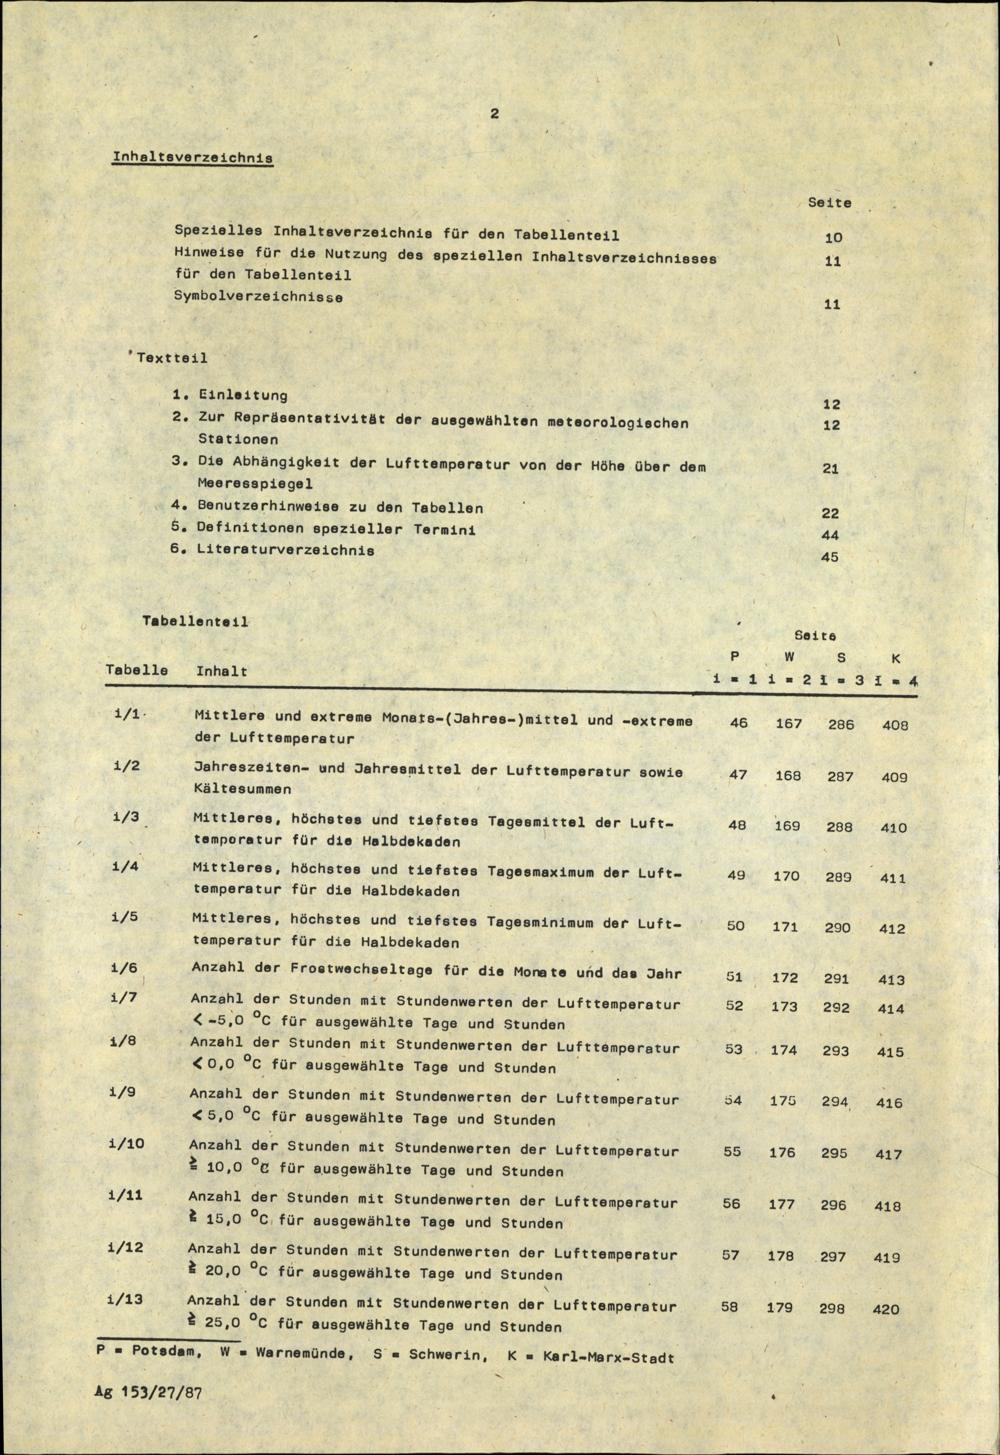 2
Inhaltsverzeichnis
Seite
Spezielles Inhaltsverzeichnis für den Tabellenteil 10
Hinweise für die Nutzung des speziellen Inhaltsverzeichnisses 11
für den Tabellenteil
Symbolverzeichnisse 11
Textteil
1. Einleitung 12
2. Zur Repräsentativität der ausgewählten meteorologischen 12
Stationen
3. Die Abhängigkeit der Lufttemperatur von der Höhe über dem 21
Meeresspiegel
4. Benutzerhinweise zu den Tabellen 22
5. Definitionen spezieller Termini 44
6. Literaturverzeichnis 45
Tabellenteil
Seite
P W S K
Tabelle Inhalt i = 1 i = 2 i = 3 i = 4
i/1 Mittlere und extreme Monats-(Jahres-)mittel und -extreme 46 167 286 408
der Lufttemperatur
i/2 Jahreszeiten- und Jahresmittel der Lufttemperatur sowie 47 168 287 409
Kältesummen
i/3 Mittleres, höchstes und tiefstes Tagesmittel der Luft- 48 169 288 410
temperatur für die Halbdekaden
i/4 Mittleres, höchstes und tiefstes Tagesmaximum der Luft- 49 170 289 411
temperatur für die Halbdekaden
i/5 Mittleres, höchstes und tiefstes Tagesminimum der Luft- 50 171 290 412
temperatur für die Halbdekaden
i/6 Anzahl der Frostwechseltage für die Monate und das Jahr 51 172 291 413
i/7 Anzahl der Stunden mit Stundenwerten der Lufttemperatur 52 173 292 414
< -5,0 °C für ausgewählte Tage und Stunden
i/8 Anzahl der Stunden mit Stundenwerten der Lufttemperatur 53 174 293 415
< 0,0 °C für ausgewählte Tage und Stunden
i/9 Anzahl der Stunden mit Stundenwerten der Lufttemperatur 54 175 294 416
< 5,0 °C für ausgewählte Tage und Stunden
i/10 Anzahl der Stunden mit Stundenwerten der Lufttemperatur 55 176 295 417
≧ 10,0 °C für ausgewählte Tage und Stunden
i/11 Anzahl der Stunden mit Stundenwerten der Lufttemperatur 56 177 296 418
≧ 15,0 °C für ausgewählte Tage und Stunden
i/12 Anzahl der Stunden mit Stundenwerten der Lufttemperatur 57 178 297 419
≧ 20,0 °C für ausgewählte Tage und Stunden
i/13 Anzahl der Stunden mit Stundenwerten der Lufttemperatur 58 179 298 420
≧ 25,0 °C für ausgewählte Tage und Stunden
P = Potsdam, W = Warnemünde, S = Schwerin, K = Karl-Marx-Stadt
Ag 153/27/87